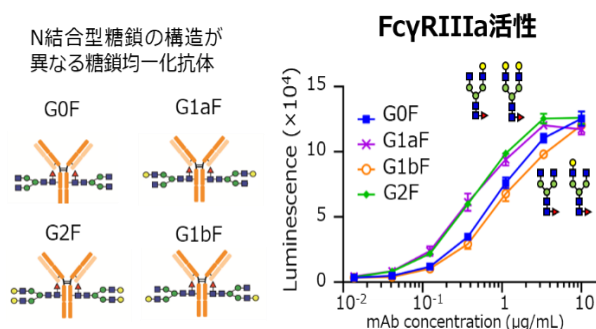 N結合型糖鎖の構造が
異なる糖鎖均一化抗体
G0F
G1aF
G2F
G1bF
FcγRIIIa活性
Luminescence (×10⁴)
15
10
5
0
G0F
G1aF
G1bF
G2F
10⁻²
10⁻¹
1
10
mAb concentration (μg/mL)